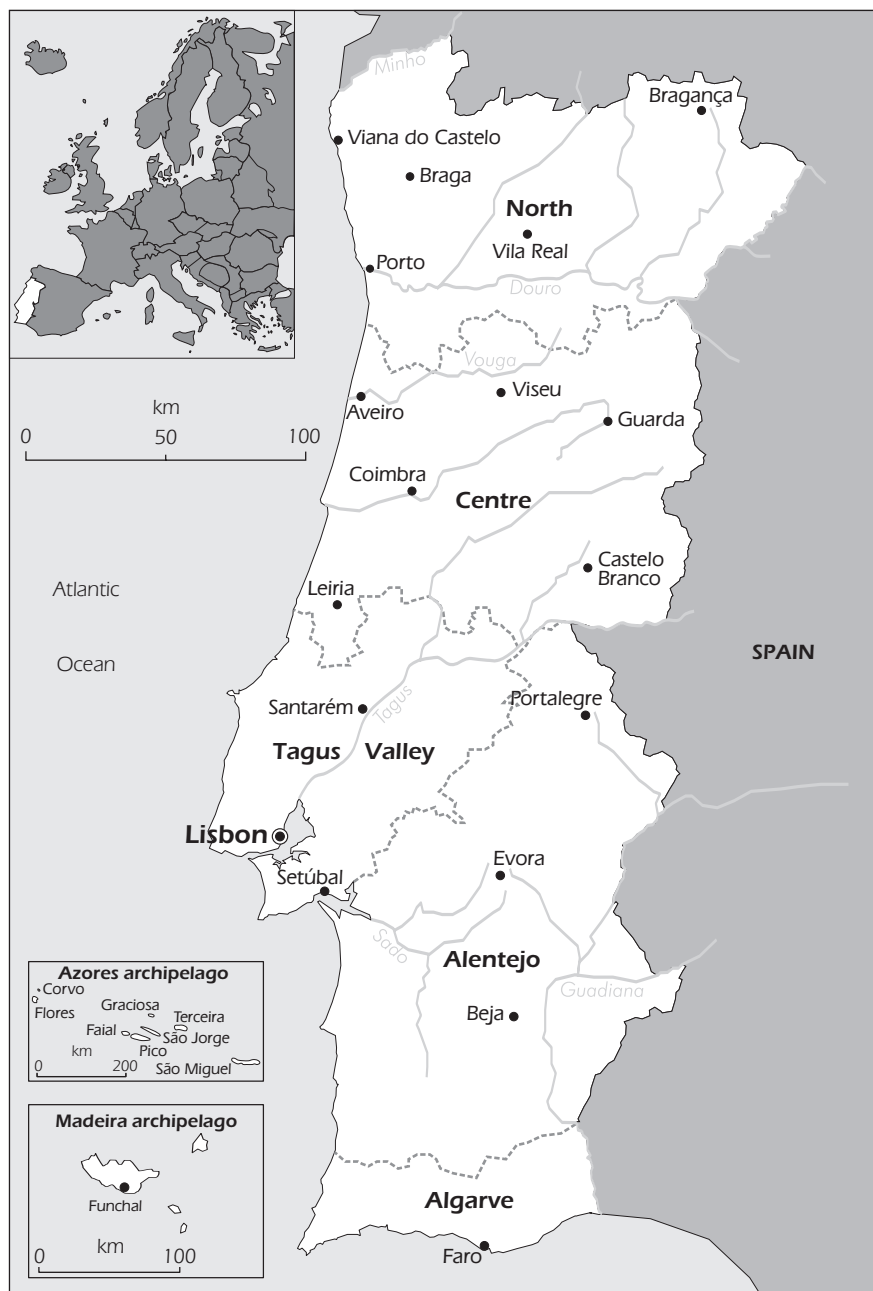 Minho
Bragança
Viana do Castelo
Braga
North
Vila Real
Porto
Douro
Vouga
Viseu
km
Aveiro
Guarda
0 50 100
Coimbra
Centre
Castelo
Branco
Atlantic
Leiria
Ocean
SPAIN
Portalegre
Santarém
Tagus
Tagus Valley
Lisbon
Evora
Setúbal
Sado
Alentejo
Azores archipelago
Corvo
Graciosa
Flores
Terceira
Faial
São Jorge
km
Pico
0 200
São Miguel
Guadiana
Beja
Madeira archipelago
Funchal
km
0 100
Algarve
Faro